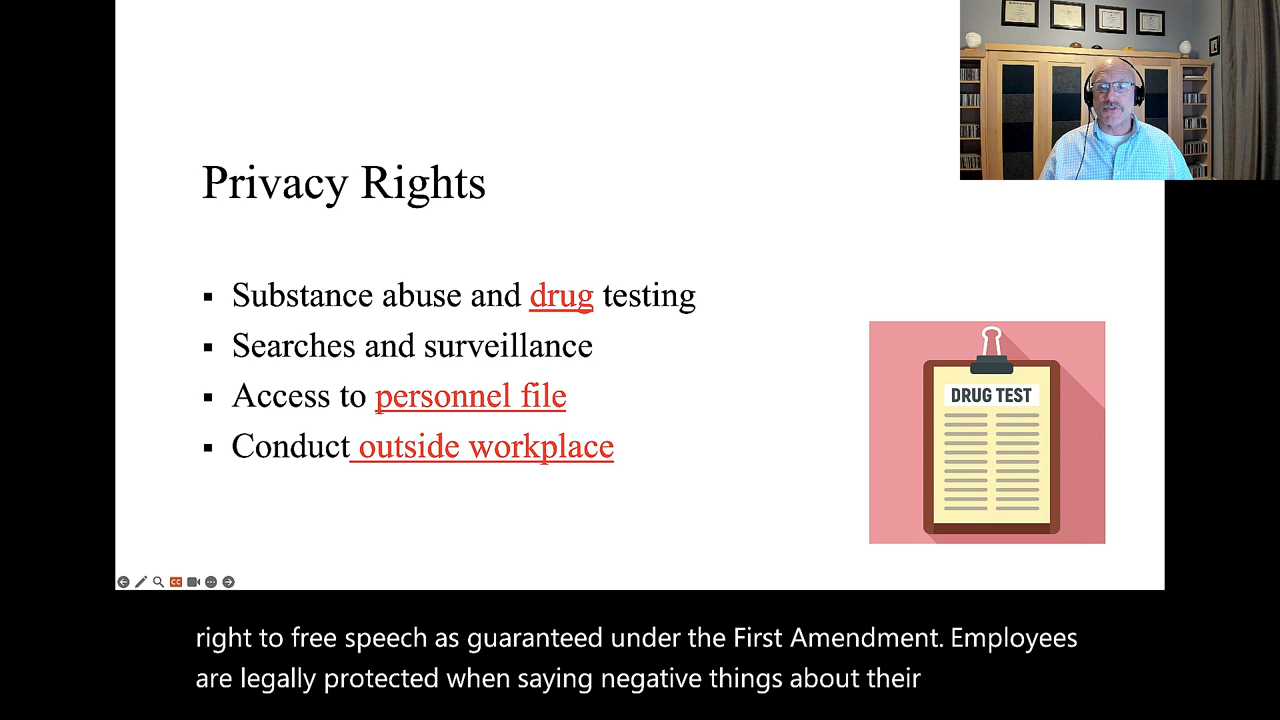 Privacy Rights
▪ Substance abuse and drug testing
▪ Searches and surveillance
▪ Access to personnel file
▪ Conduct outside workplace
DRUG TEST
CC
right to free speech as guaranteed under the First Amendment. Employees
are legally protected when saying negative things about their